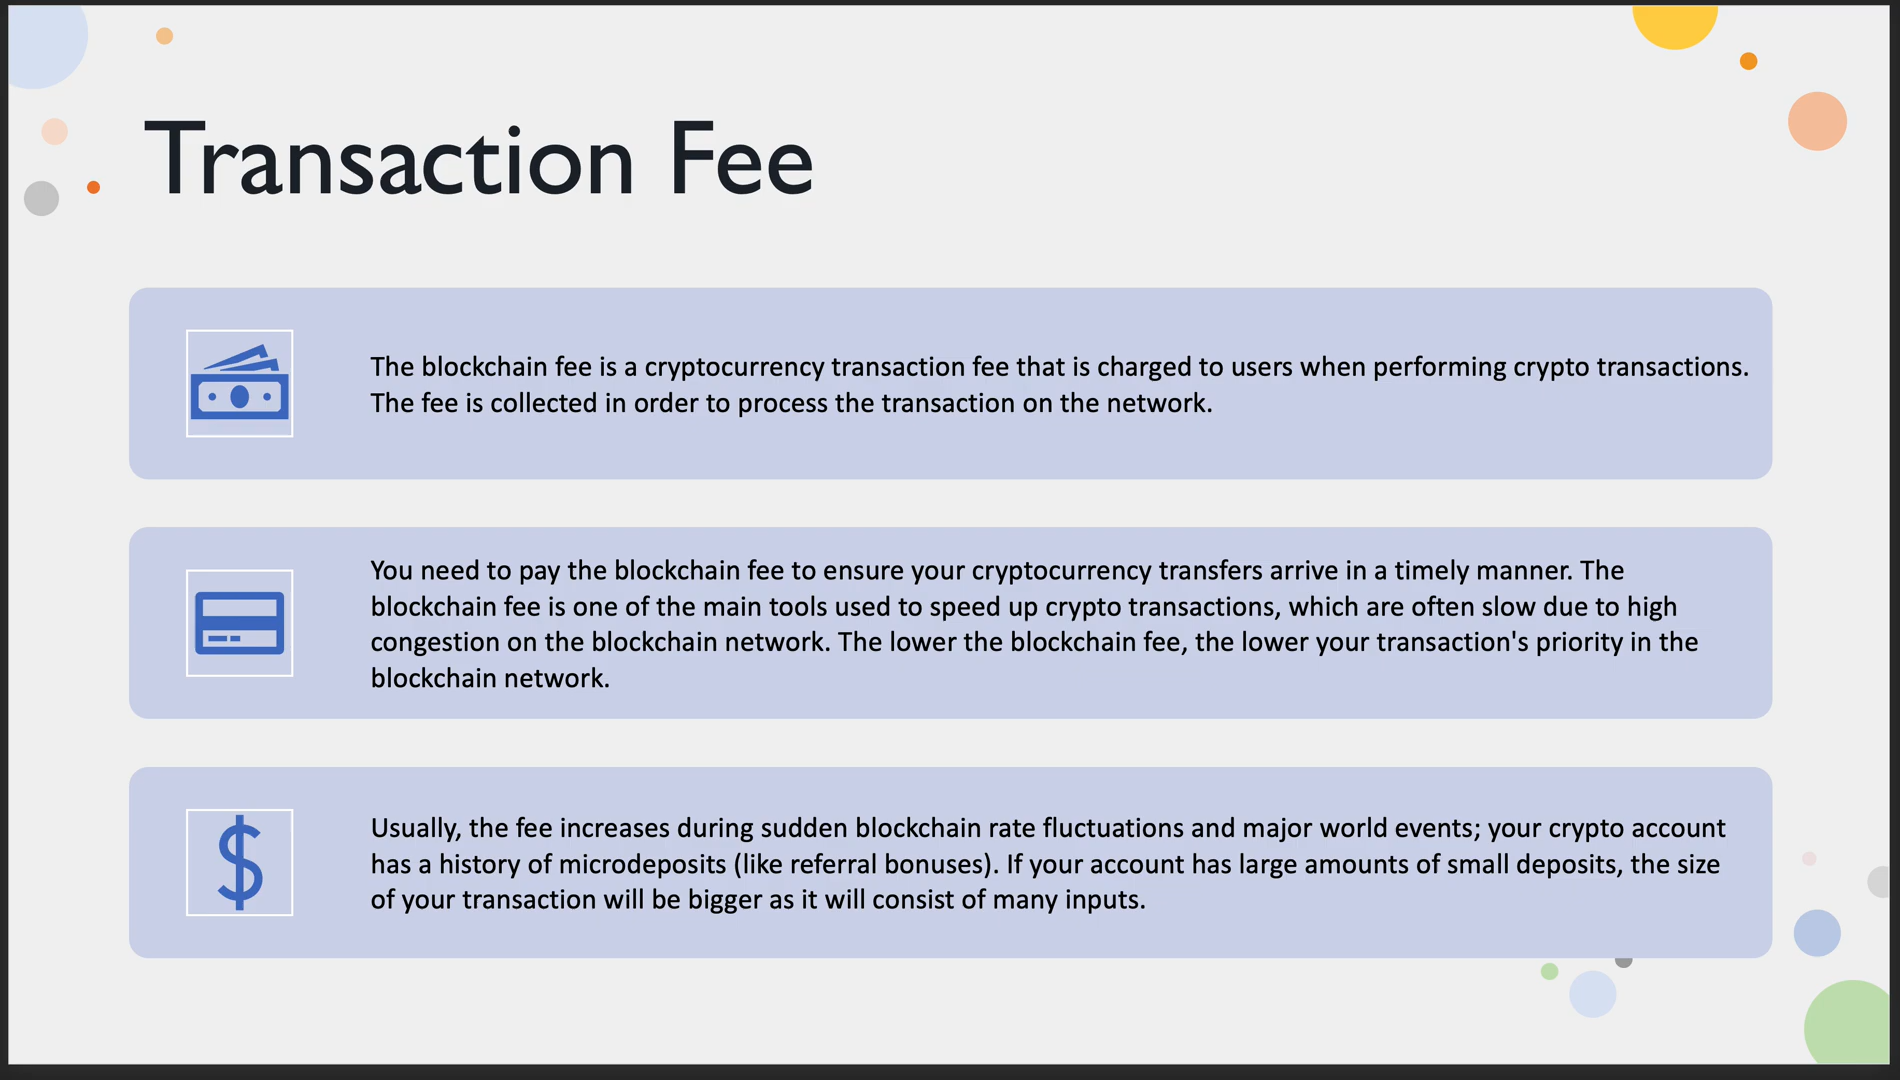 Transaction Fee
The blockchain fee is a cryptocurrency transaction fee that is charged to users when performing crypto transactions.
The fee is collected in order to process the transaction on the network.
You need to pay the blockchain fee to ensure your cryptocurrency transfers arrive in a timely manner. The
blockchain fee is one of the main tools used to speed up crypto transactions, which are often slow due to high
congestion on the blockchain network. The lower the blockchain fee, the lower your transaction's priority in the
blockchain network.
Usually, the fee increases during sudden blockchain rate fluctuations and major world events; your crypto account
has a history of microdeposits (like referral bonuses). If your account has large amounts of small deposits, the size
of your transaction will be bigger as it will consist of many inputs.